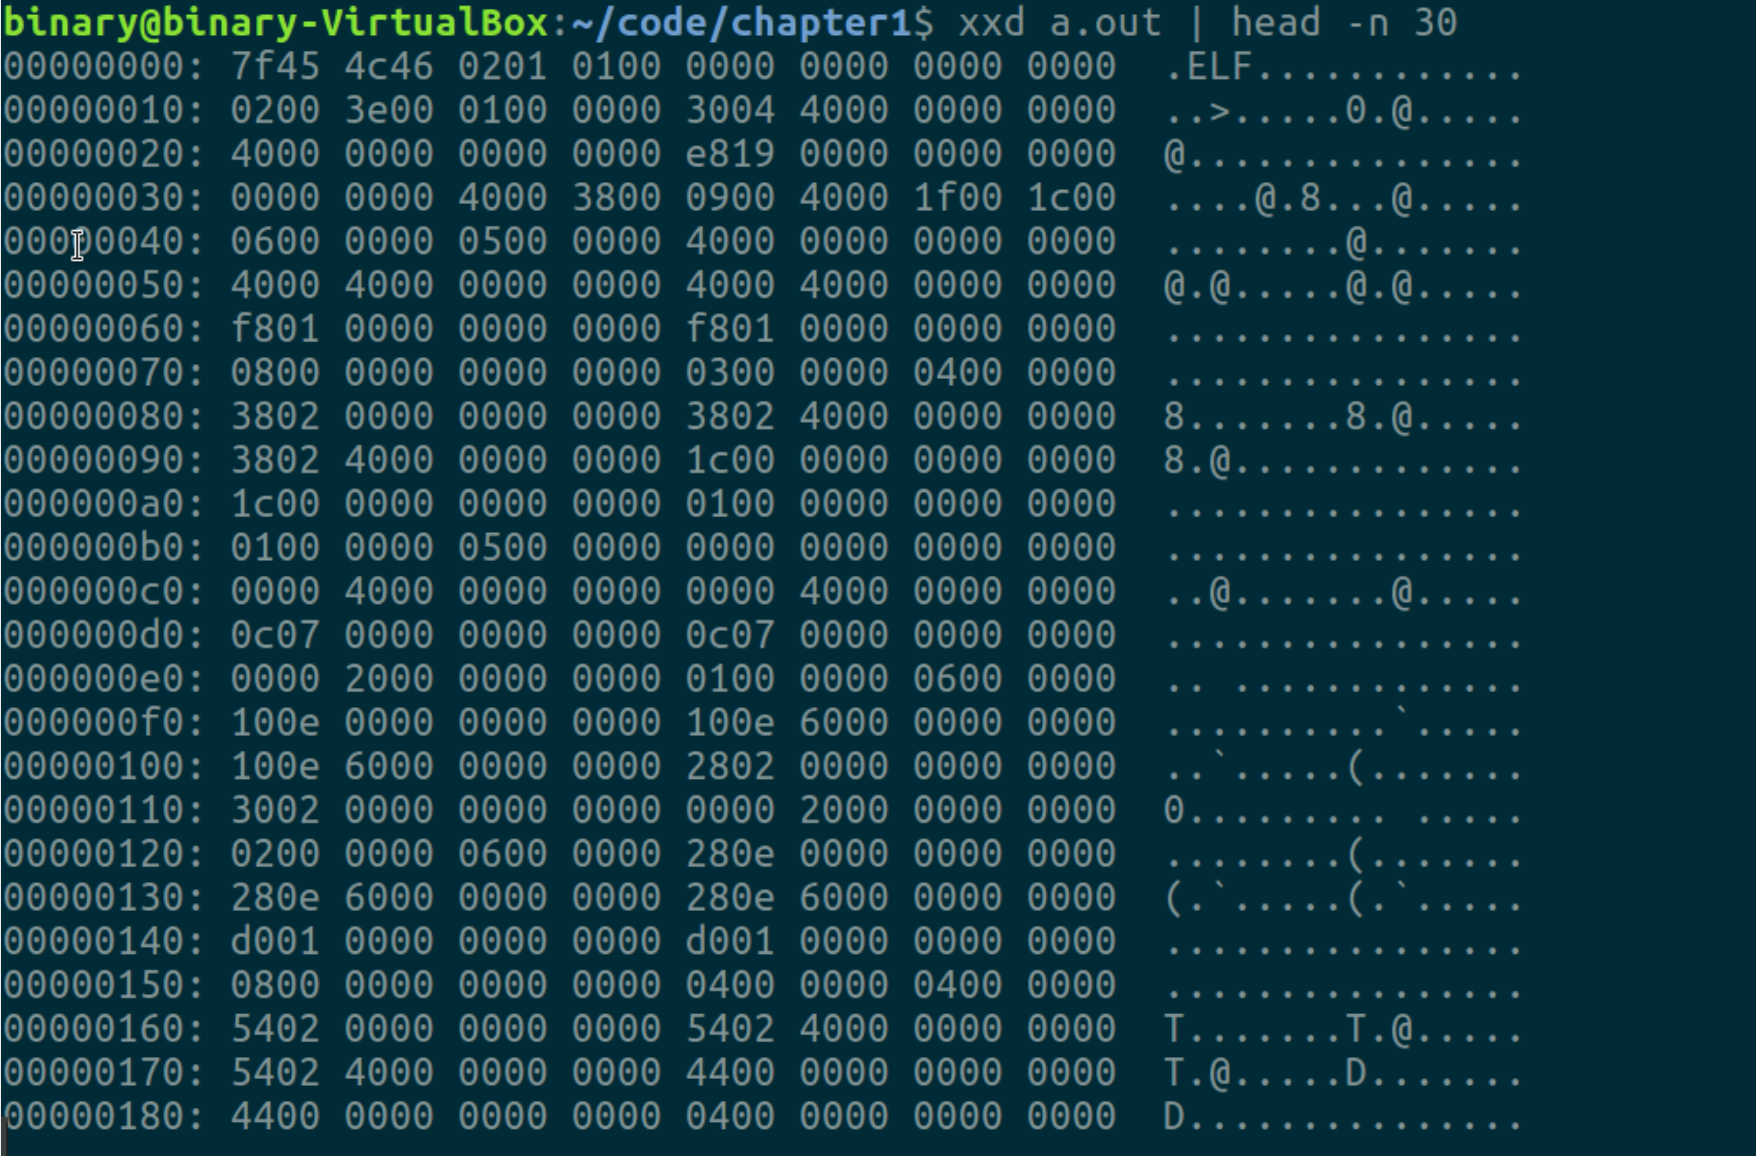 binary@binary-VirtualBox:~/code/chapter1$ xxd a.out | head -n 30
00000000: 7f45 4c46 0201 0100 0000 0000 0000 0000  .ELF............
00000010: 0200 3e00 0100 0000 3004 4000 0000 0000  ..>.....0.@.....
00000020: 4000 0000 0000 0000 e819 0000 0000 0000  @...............
00000030: 0000 0000 4000 3800 0900 4000 1f00 1c00  ....@.8...@.....
00000040: 0600 0000 0500 0000 4000 0000 0000 0000  ........@.......
00000050: 4000 4000 0000 0000 4000 4000 0000 0000  @.@.....@.@.....
00000060: f801 0000 0000 0000 f801 0000 0000 0000  ................
00000070: 0800 0000 0000 0000 0300 0000 0400 0000  ................
00000080: 3802 0000 0000 0000 3802 4000 0000 0000  8.......8.@.....
00000090: 3802 4000 0000 0000 1c00 0000 0000 0000  8.@.............
000000a0: 1c00 0000 0000 0000 0100 0000 0000 0000  ................
000000b0: 0100 0000 0500 0000 0000 0000 0000 0000  ................
000000c0: 0000 4000 0000 0000 0000 4000 0000 0000  ..@.......@.....
000000d0: 0c07 0000 0000 0000 0c07 0000 0000 0000  ................
000000e0: 0000 2000 0000 0000 0100 0000 0600 0000  .. .............
000000f0: 100e 0000 0000 0000 100e 6000 0000 0000  ..........`.....
00000100: 100e 6000 0000 0000 2802 0000 0000 0000  ..`.....(.......
00000110: 3002 0000 0000 0000 0000 2000 0000 0000  0......... .....
00000120: 0200 0000 0600 0000 280e 0000 0000 0000  ........(.......
00000130: 280e 6000 0000 0000 280e 6000 0000 0000  (.`.....(.`.....
00000140: d001 0000 0000 0000 d001 0000 0000 0000  ................
00000150: 0800 0000 0000 0000 0400 0000 0400 0000  ................
00000160: 5402 0000 0000 0000 5402 4000 0000 0000  T.......T.@.....
00000170: 5402 4000 0000 0000 4400 0000 0000 0000  T.@.....D.......
00000180: 4400 0000 0000 0000 0400 0000 0000 0000  D...............